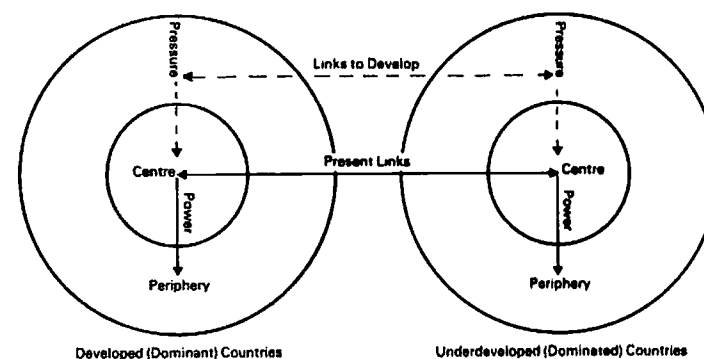 Pressure
Pressure
Links to Develop
Present Links
Centre
Centre
Power
Power
Periphery
Periphery
Developed (Dominant) Countries
Underdeveloped (Dominated) Countries